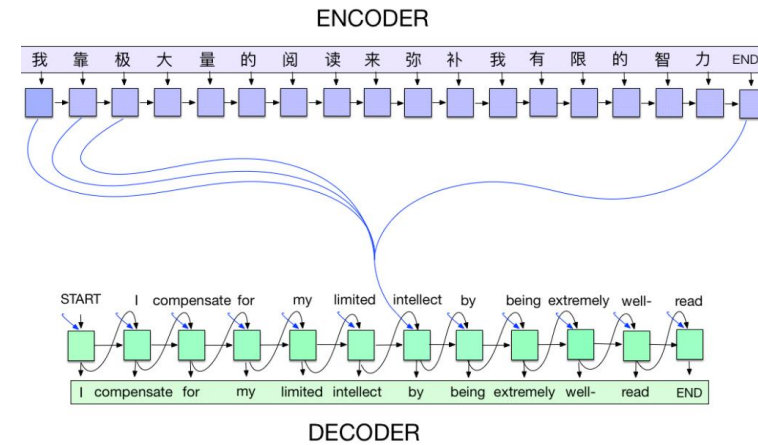 ENCODER
我 靠 极 大 量 的 阅 读 来 弥 补 我 有 限 的 智 力 END
START I compensate for my limited intellect by being extremely well- read
I compensate for my limited intellect by being extremely well- read END
DECODER